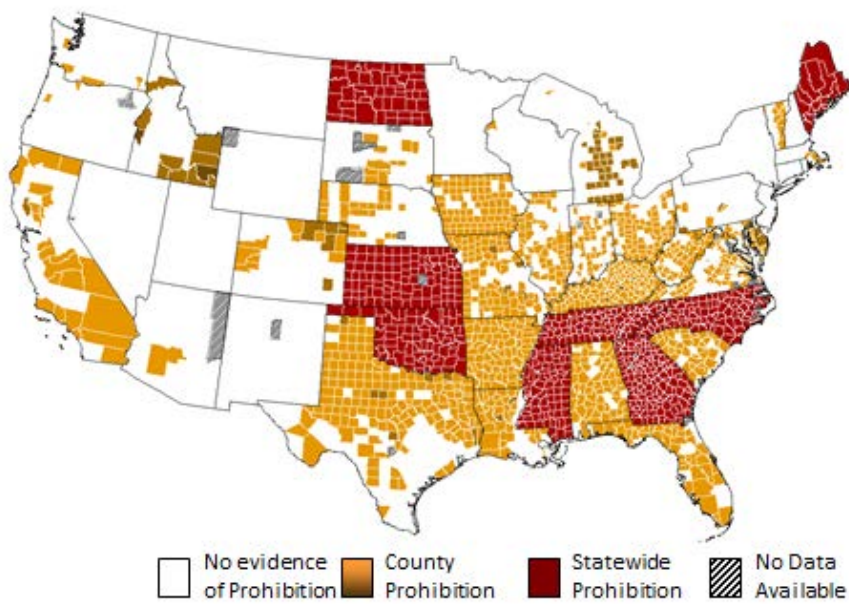 No evidence of Prohibition
County Prohibition
Statewide Prohibition
No Data Available